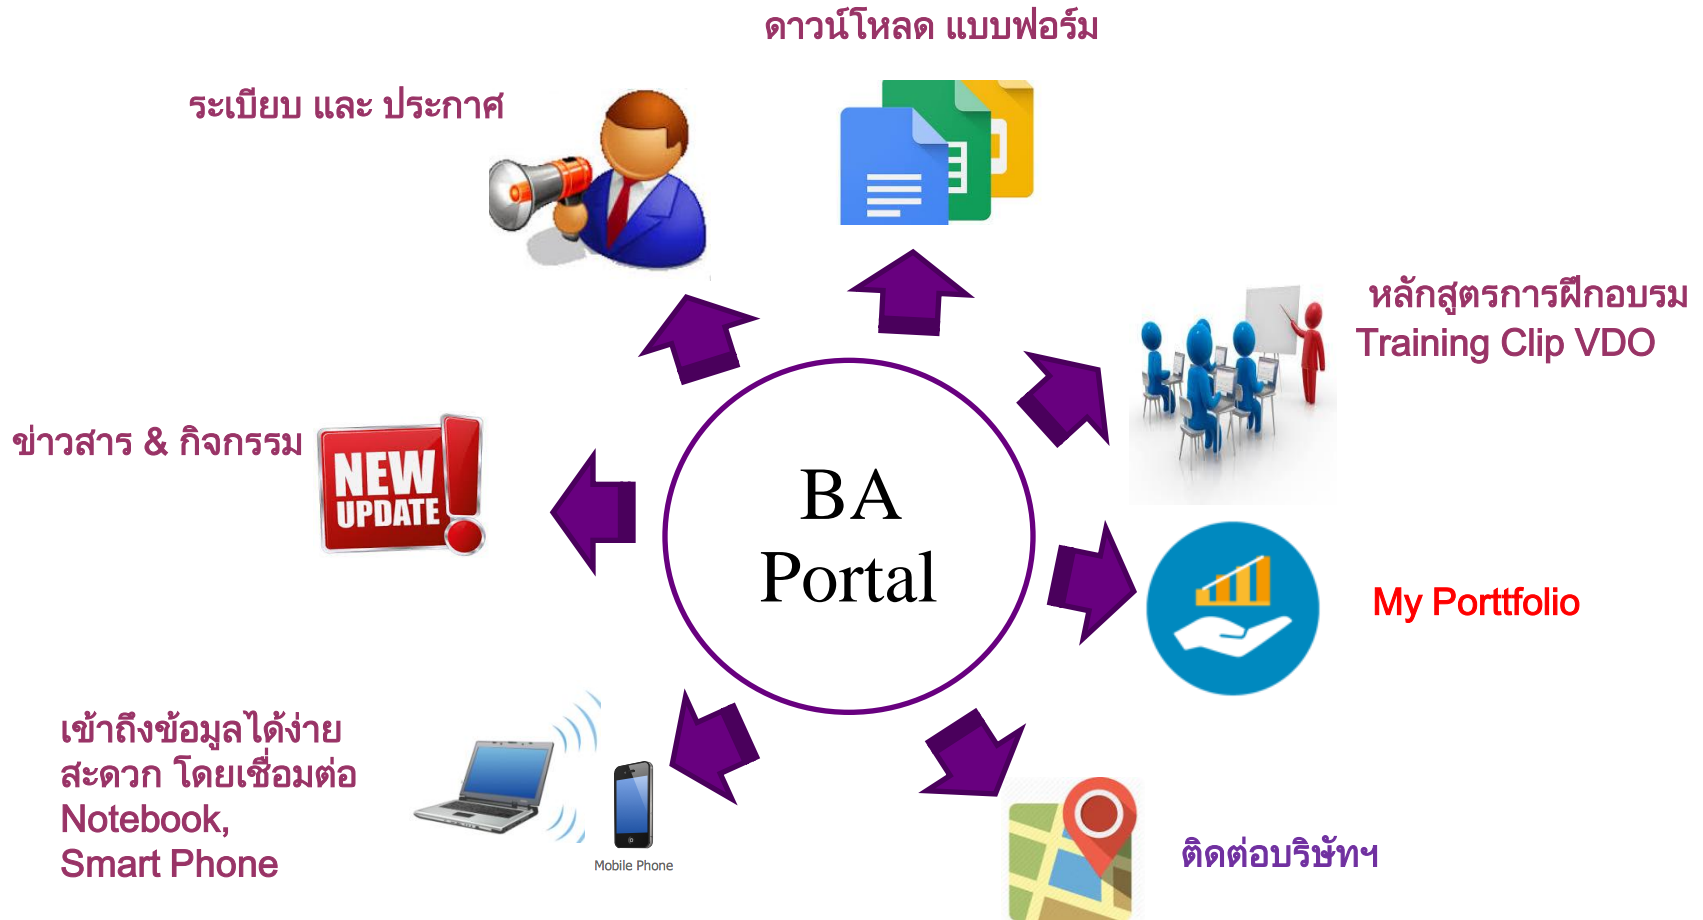 ดาวน์โหลด แบบฟอร์ม
ระเบียบ และ ประกาศ
หลักสูตรการฝึกอบรม
Training Clip VDO
ข่าวสาร & กิจกรรม
NEW
UPDATE
BA
Portal
My Porttfolio
เข้าถึงข้อมูลได้ง่าย
สะดวก โดยเชื่อมต่อ
Notebook,
Smart Phone
Mobile Phone
ติดต่อบริษัทฯ